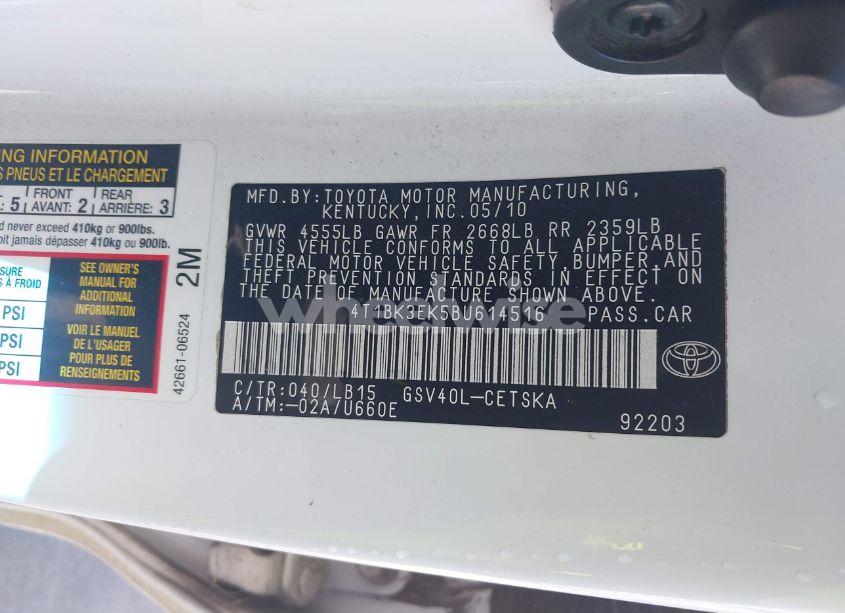 ING INFORMATION
S PNEUS ET LE CHARGEMENT
: 5 FRONT AVANT: 2 REAR ARRIÈRE: 3
d never exceed 410kg or 900lbs.
oit jamais dépasser 410kg ou 900lb.
SURE
S À FROID
PSI
PSI
PSI
SEE OWNER'S
MANUAL FOR
ADDITIONAL
INFORMATION
VOIR LE MANUEL
DE L'USAGER
POUR PLUS DE
RENSEIGNEMENTS
42661-06524
2M
MFD.BY:TOYOTA MOTOR MANUFACTURING,
KENTUCKY,INC.05/10
GVWR 4555LB GAWR FR 2668LB RR 2359LB
THIS VEHICLE CONFORMS TO ALL APPLICABLE
FEDERAL MOTOR VEHICLE SAFETY,BUMPER,AND
THEFT PREVENTION STANDARDS IN EFFECT ON
THE DATE OF MANUFACTURE SHOWN ABOVE.
4T1BK3EK5BU614516 PASS.CAR
C/TR:040/LB15 GSV40L-CETSKA
A/TM:-02A/U660E
92203
wheelwise